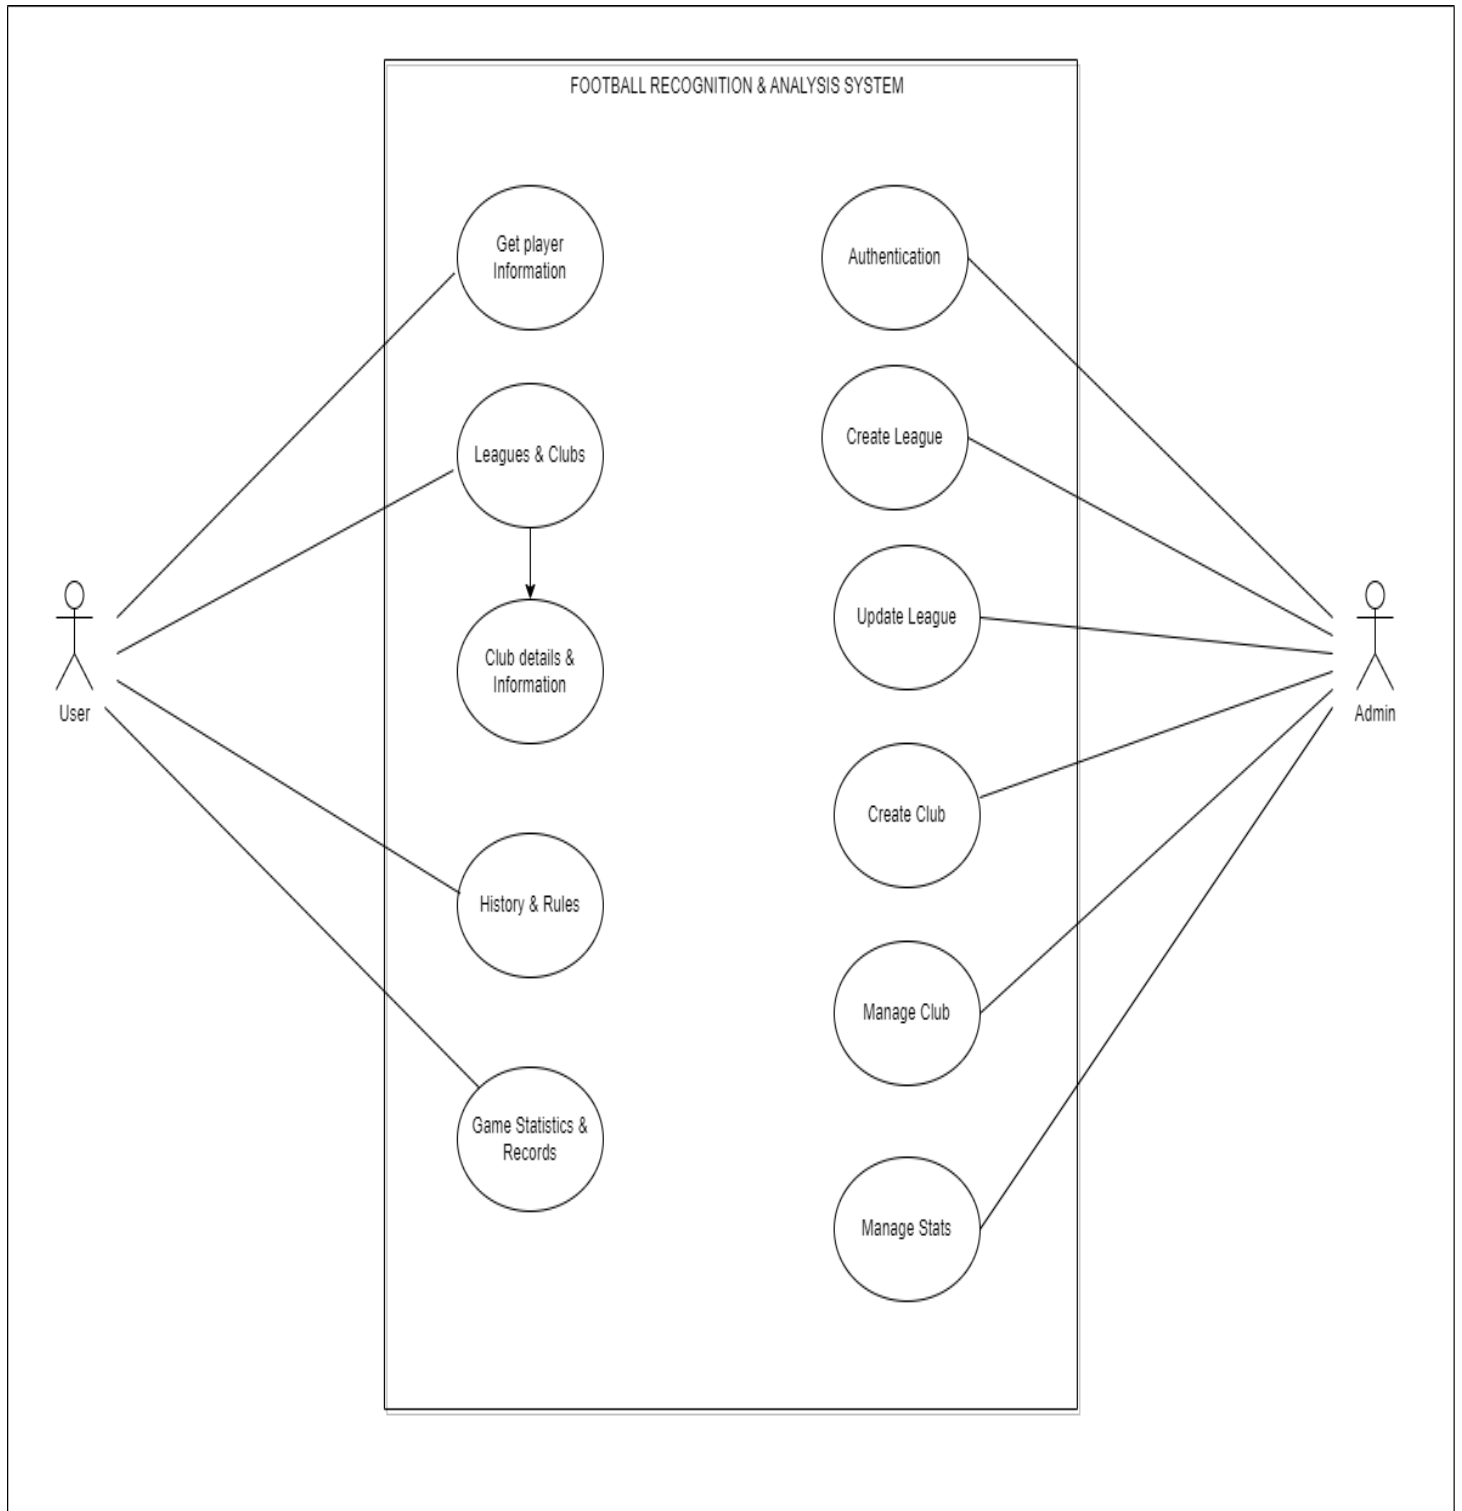 FOOTBALL RECOGNITION & ANALYSIS SYSTEM
Get player
Information
Authentication
Leagues & Clubs
Create League
Update League
Club details &
Information
User
Admin
Create Club
History & Rules
Manage Club
Game Statistics &
Records
Manage Stats